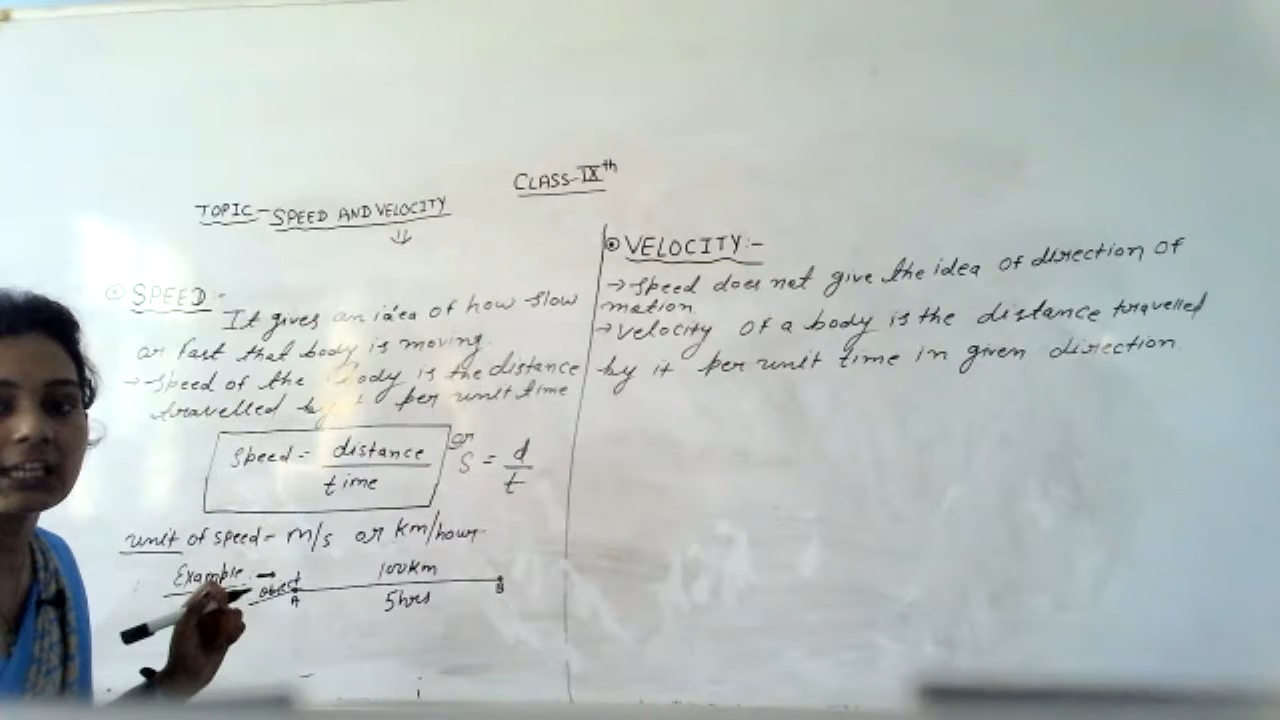 CLASS-IXth
TOPIC-SPEED AND VELOCITY
SPEED:-
It gives an idea of how slow
or fast that body is moving.
→ Speed of the body is the distance
travelled by it per unit time
speed = distance / time
or
S = d / t
unit of speed = m/s or km/hour
Example →
object
100km
A
B
5hrs
VELOCITY:-
→ Speed does not give the idea of direction of
motion
→ Velocity of a body is the distance travelled
by it per unit time in given direction.